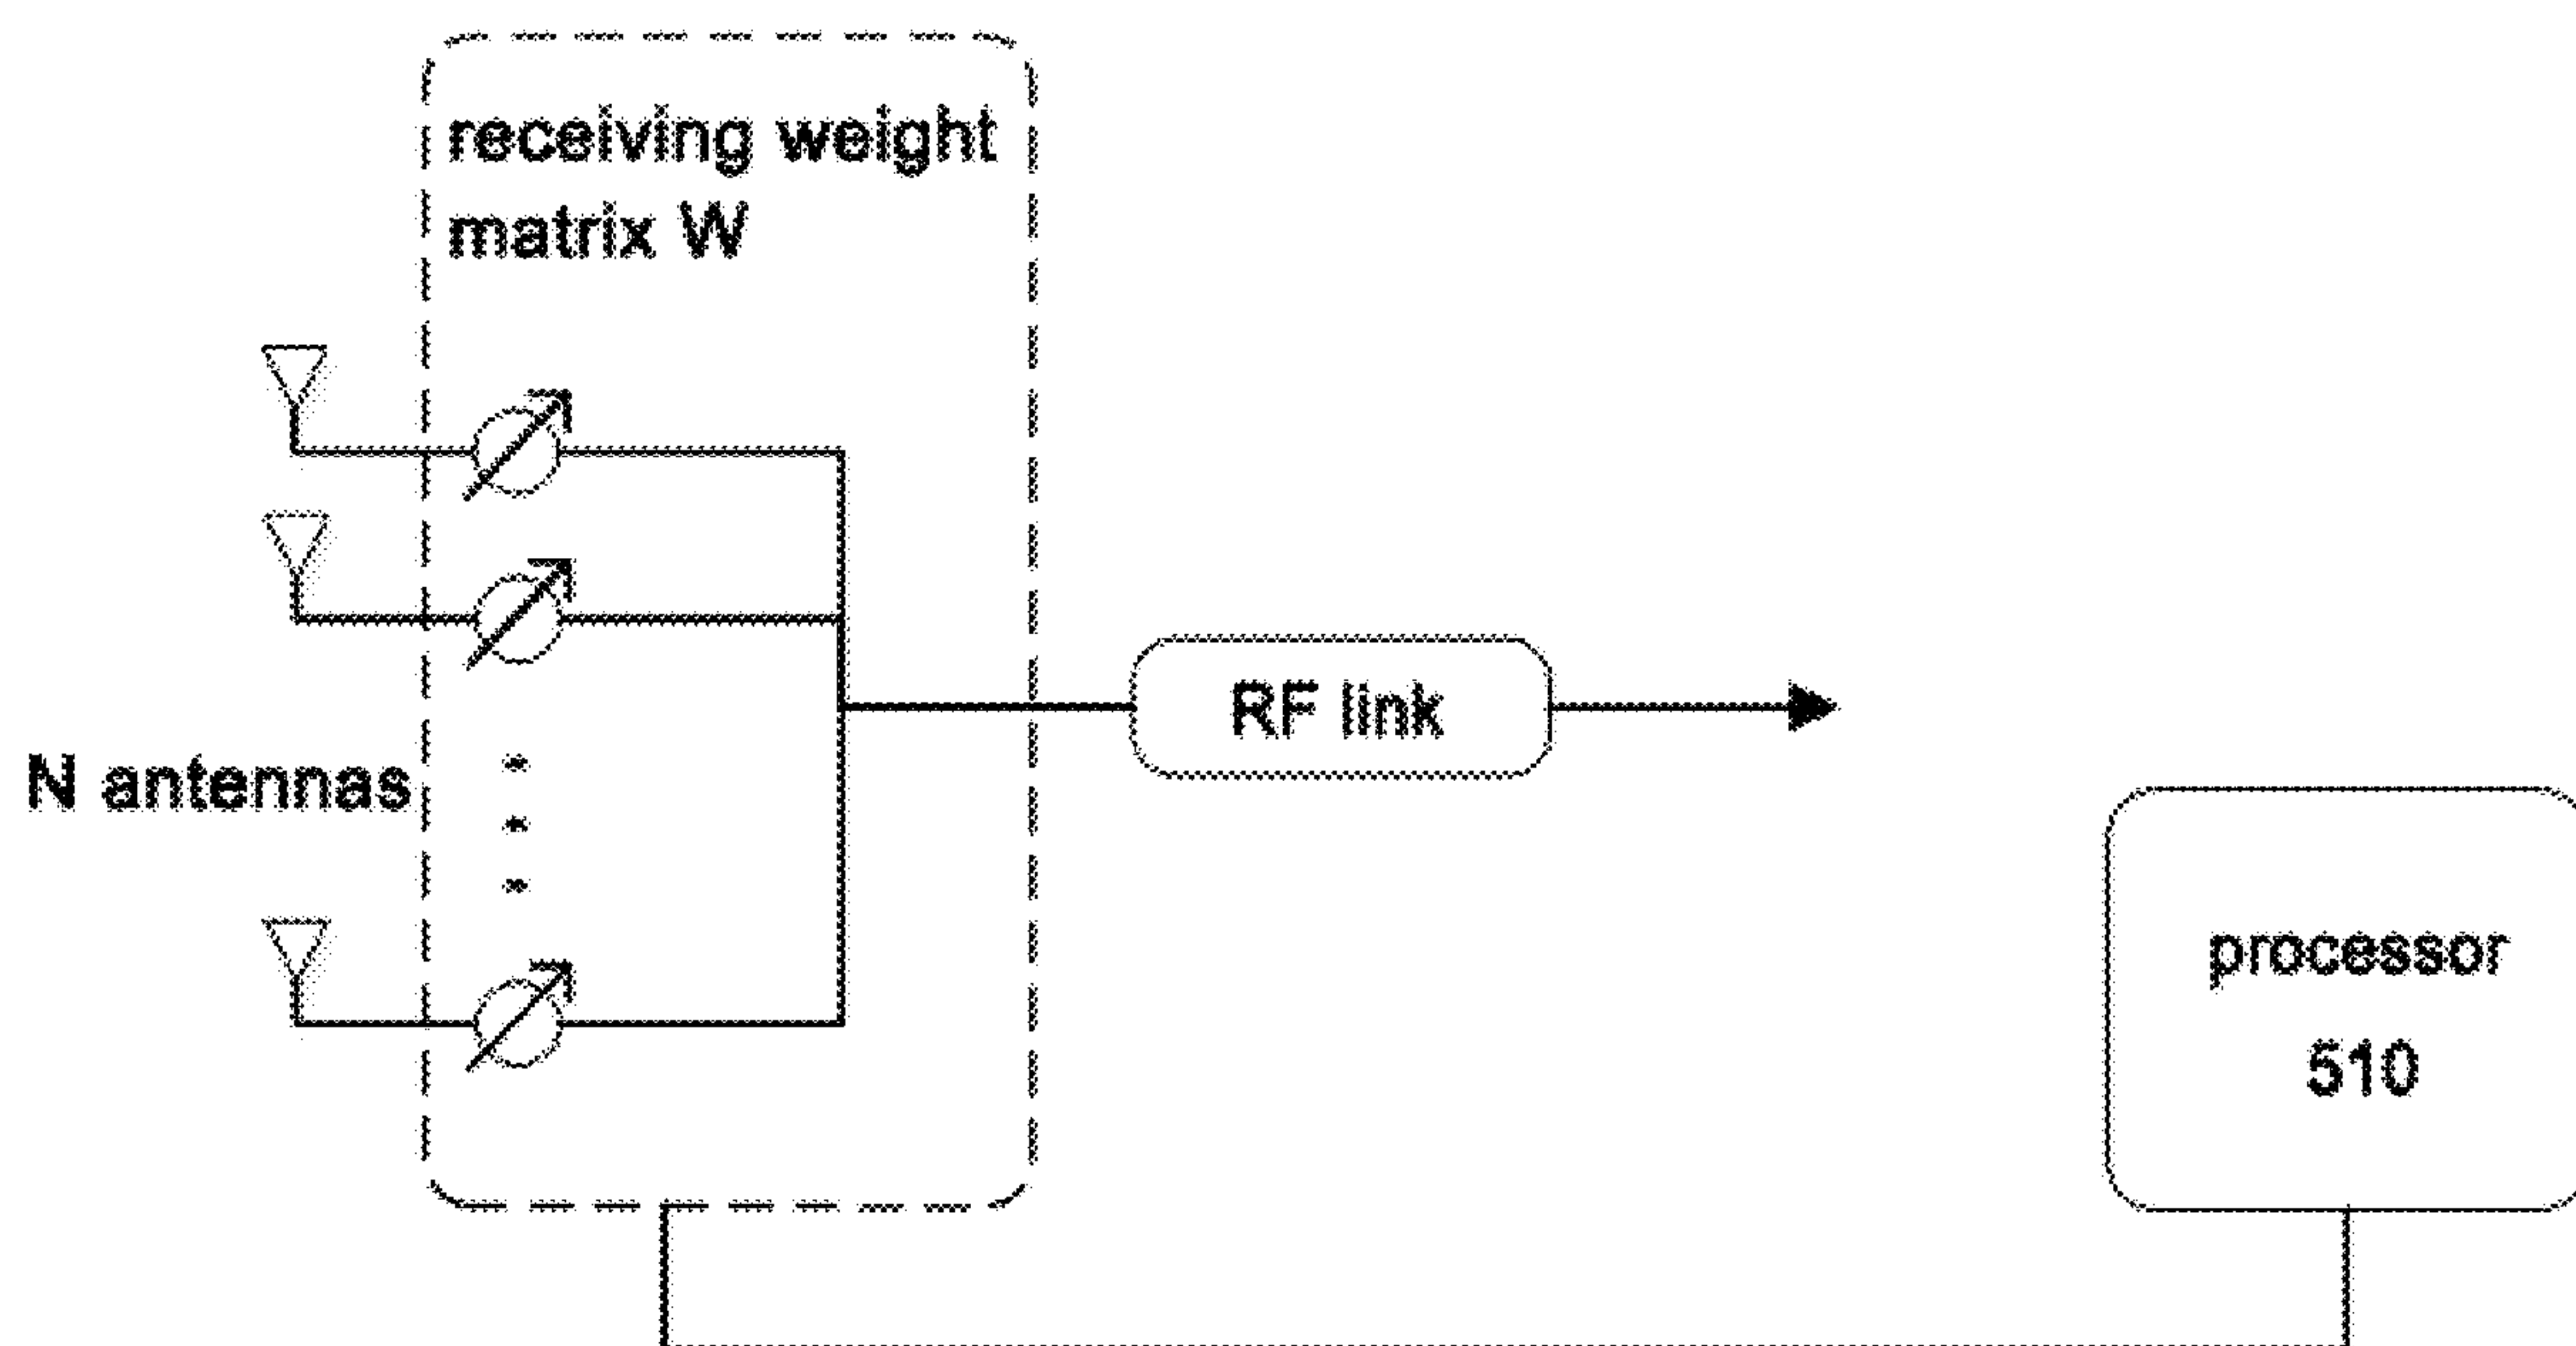 receiving weight
matrix W
RF link
N antennas
processor
510